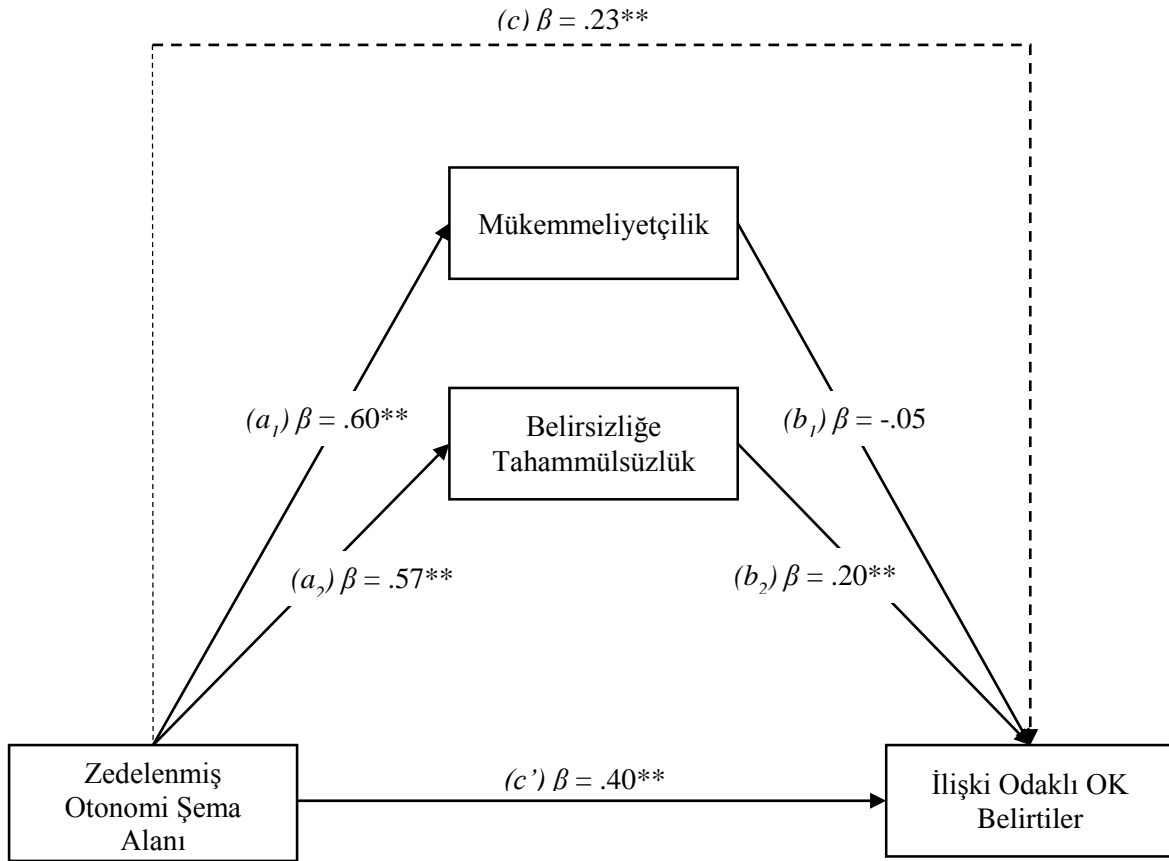 (c) β = .23**
Mükemmeliyetçilik
(a₁) β = .60**
Belirsizliğe
Tahammülsüzlük
(b₁) β = -.05
(a₂) β = .57**
(b₂) β = .20**
Zedelenmiş
Otonomi Şema
Alanı
(c’) β = .40**
İlişki Odaklı OK
Belirtiler